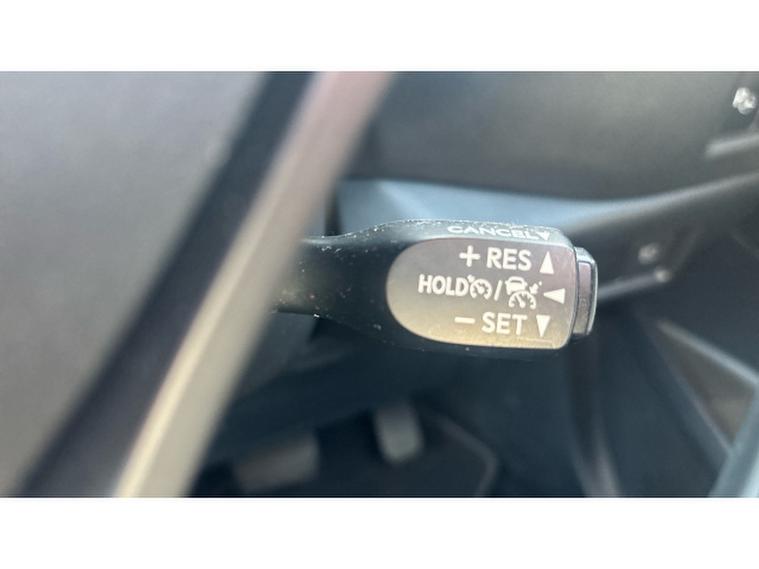 CANCEL
+ RES ▲
HOLD / ◀
− SET ▼